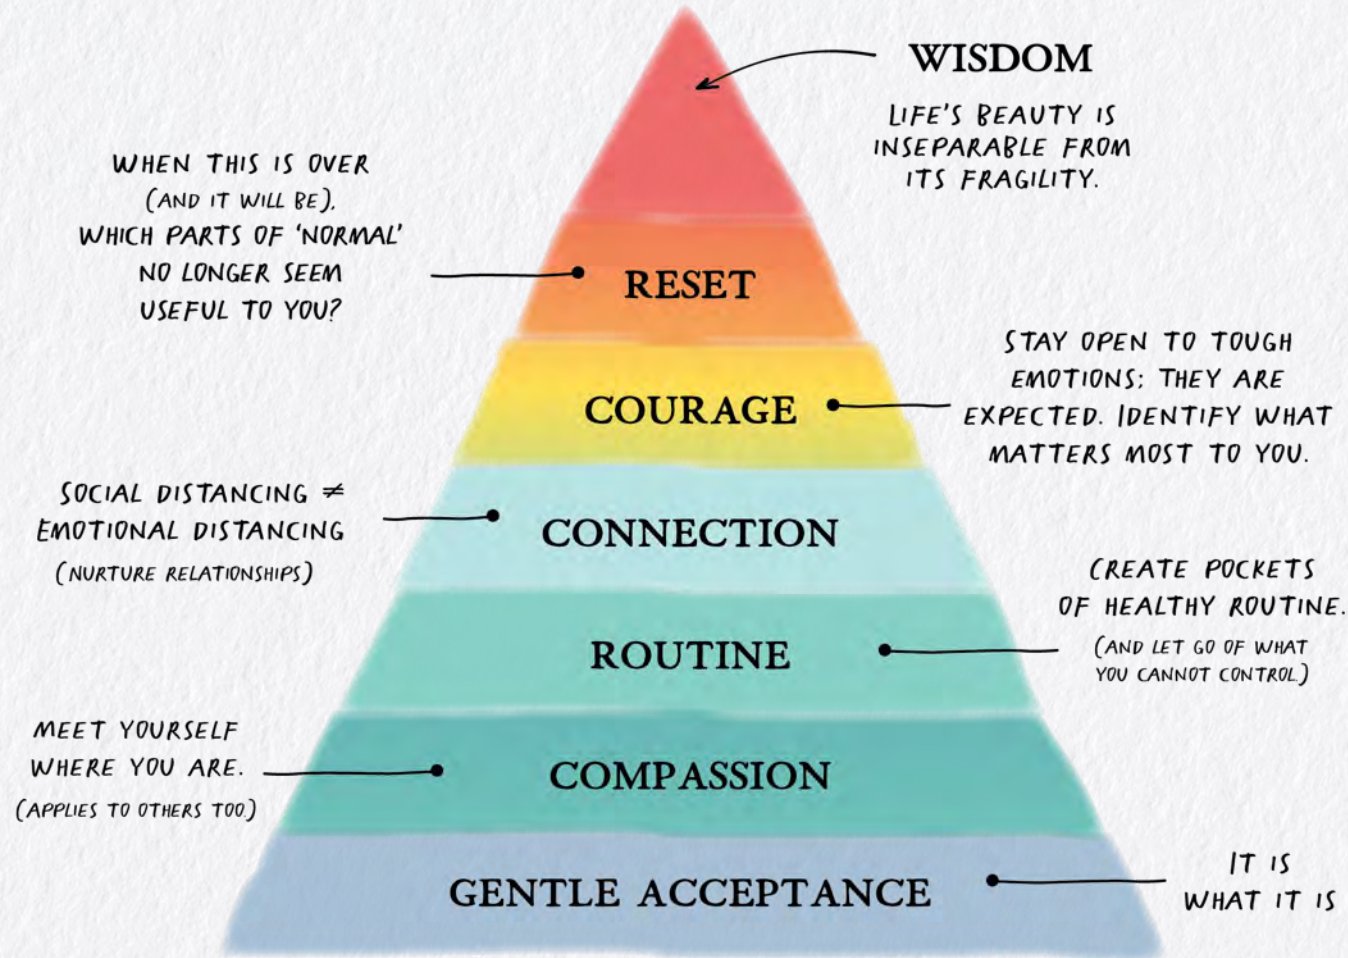 WISDOM
LIFE'S BEAUTY IS
INSEPARABLE FROM
ITS FRAGILITY.
WHEN THIS IS OVER
(AND IT WILL BE),
WHICH PARTS OF 'NORMAL'
NO LONGER SEEM
USEFUL TO YOU?
RESET
STAY OPEN TO TOUGH
EMOTIONS; THEY ARE
EXPECTED. IDENTIFY WHAT
MATTERS MOST TO YOU.
COURAGE
SOCIAL DISTANCING ≠
EMOTIONAL DISTANCING
(NURTURE RELATIONSHIPS)
CONNECTION
CREATE POCKETS
OF HEALTHY ROUTINE.
(AND LET GO OF WHAT
YOU CANNOT CONTROL)
ROUTINE
MEET YOURSELF
WHERE YOU ARE.
(APPLIES TO OTHERS TOO.)
COMPASSION
IT IS
WHAT IT IS
GENTLE ACCEPTANCE